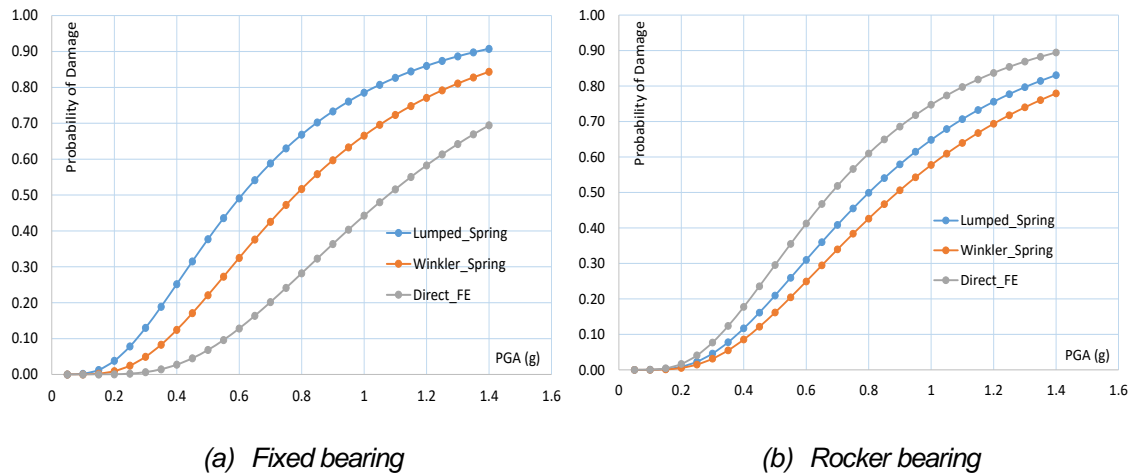 1.00
0.90
0.80
0.70
0.60
0.50
0.40
0.30
0.20
0.10
0.00
Probability of Damage
Lumped_Spring
Winkler_Spring
Direct_FE
PGA (g)
0 0.2 0.4 0.6 0.8 1 1.2 1.4 1.6
(a) Fixed bearing
1.00
0.90
0.80
0.70
0.60
0.50
0.40
0.30
0.20
0.10
0.00
Probability of Damage
Lumped_Spring
Winkler_Spring
Direct_FE
PGA (g)
0 0.2 0.4 0.6 0.8 1 1.2 1.4 1.6
(b) Rocker bearing